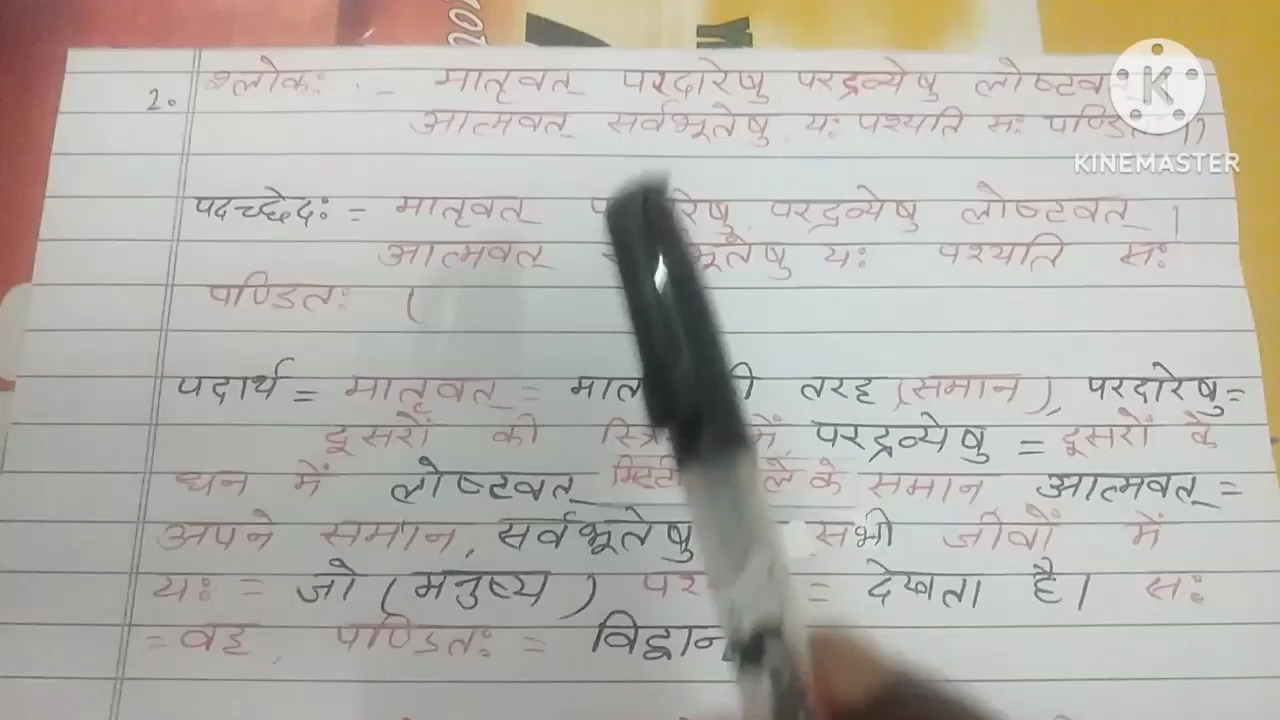 2. श्लोकः :- मातृवत् परदारेषु परद्रव्येषु लोष्टवत्
आत्मवत् सर्वभूतेषु यः पश्यति सः ॥
KINEMASTER
पदच्छेदः = मातृवत् परद्रव्येषु लोष्टवत् ।
आत्मवत् यः पश्यति सः
पण्डितः ।
पदार्थ = मातृवत् = तरह (समान), परदारेषु =
दूसरों की में, परद्रव्येषु = दूसरों के
धन में लोष्टवत् के समान आत्मवत् =
अपने समान, सर्वभूतेषु सभी जीवों में
यः = जो (मनुष्य) = देखता है। सः
= वह, पण्डितः = विद्वान